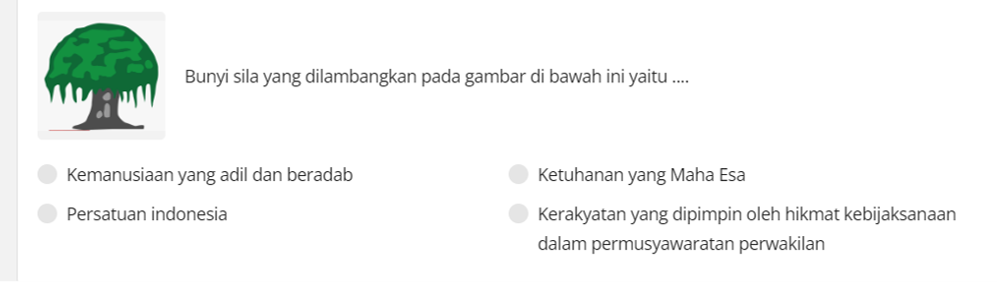 Bunyi sila yang dilambangkan pada gambar di bawah ini yaitu ....
Kemanusiaan yang adil dan beradab
Ketuhanan yang Maha Esa
Persatuan indonesia
Kerakyatan yang dipimpin oleh hikmat kebijaksanaan
dalam permusyawaratan perwakilan